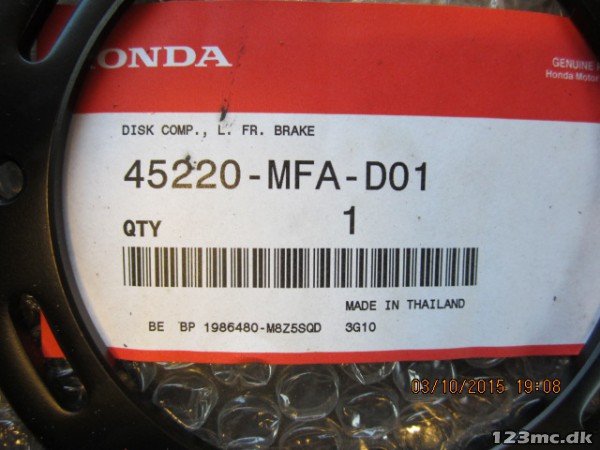 HONDA
GENUINE
Honda Motor
DISK COMP., L. FR. BRAKE
45220-MFA-D01
QTY 1
MADE IN THAILAND
BE BP 1986480-M8Z5SQD 3G10
03/10/2015 19:08
123mc.dk